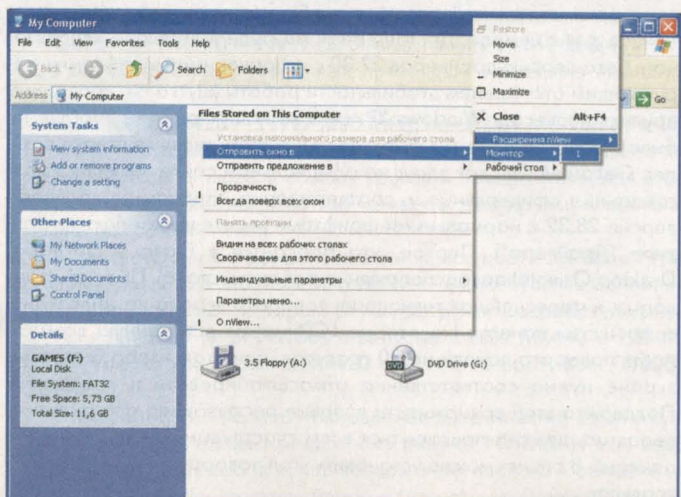 My Computer
File Edit View Favorites Tools Help
Back Search Folders
Address My Computer Go
Restore
Move
Size
Minimize
Maximize
Close Alt+F4
Расширения nView
Монитор
Рабочий стол
1
Files Stored on This Computer
Установка максимального размера для рабочего стола
Отправить окно в
Отправить предложение в
Прозрачность
Всегда поверх всех окон
Память проекции
Видим на всех рабочих столах
Сворачивание для этого рабочего стола
Индивидуальные параметры
Параметры меню...
О nView...
System Tasks
View system information
Add or remove programs
Change a setting
Other Places
My Network Places
My Documents
Shared Documents
Control Panel
Details
GAMES (F:)
Local Disk
File System: FAT32
Free Space: 5,73 GB
Total Size: 11,6 GB
3.5 Floppy (A:)
DVD
DVD Drive (G:)